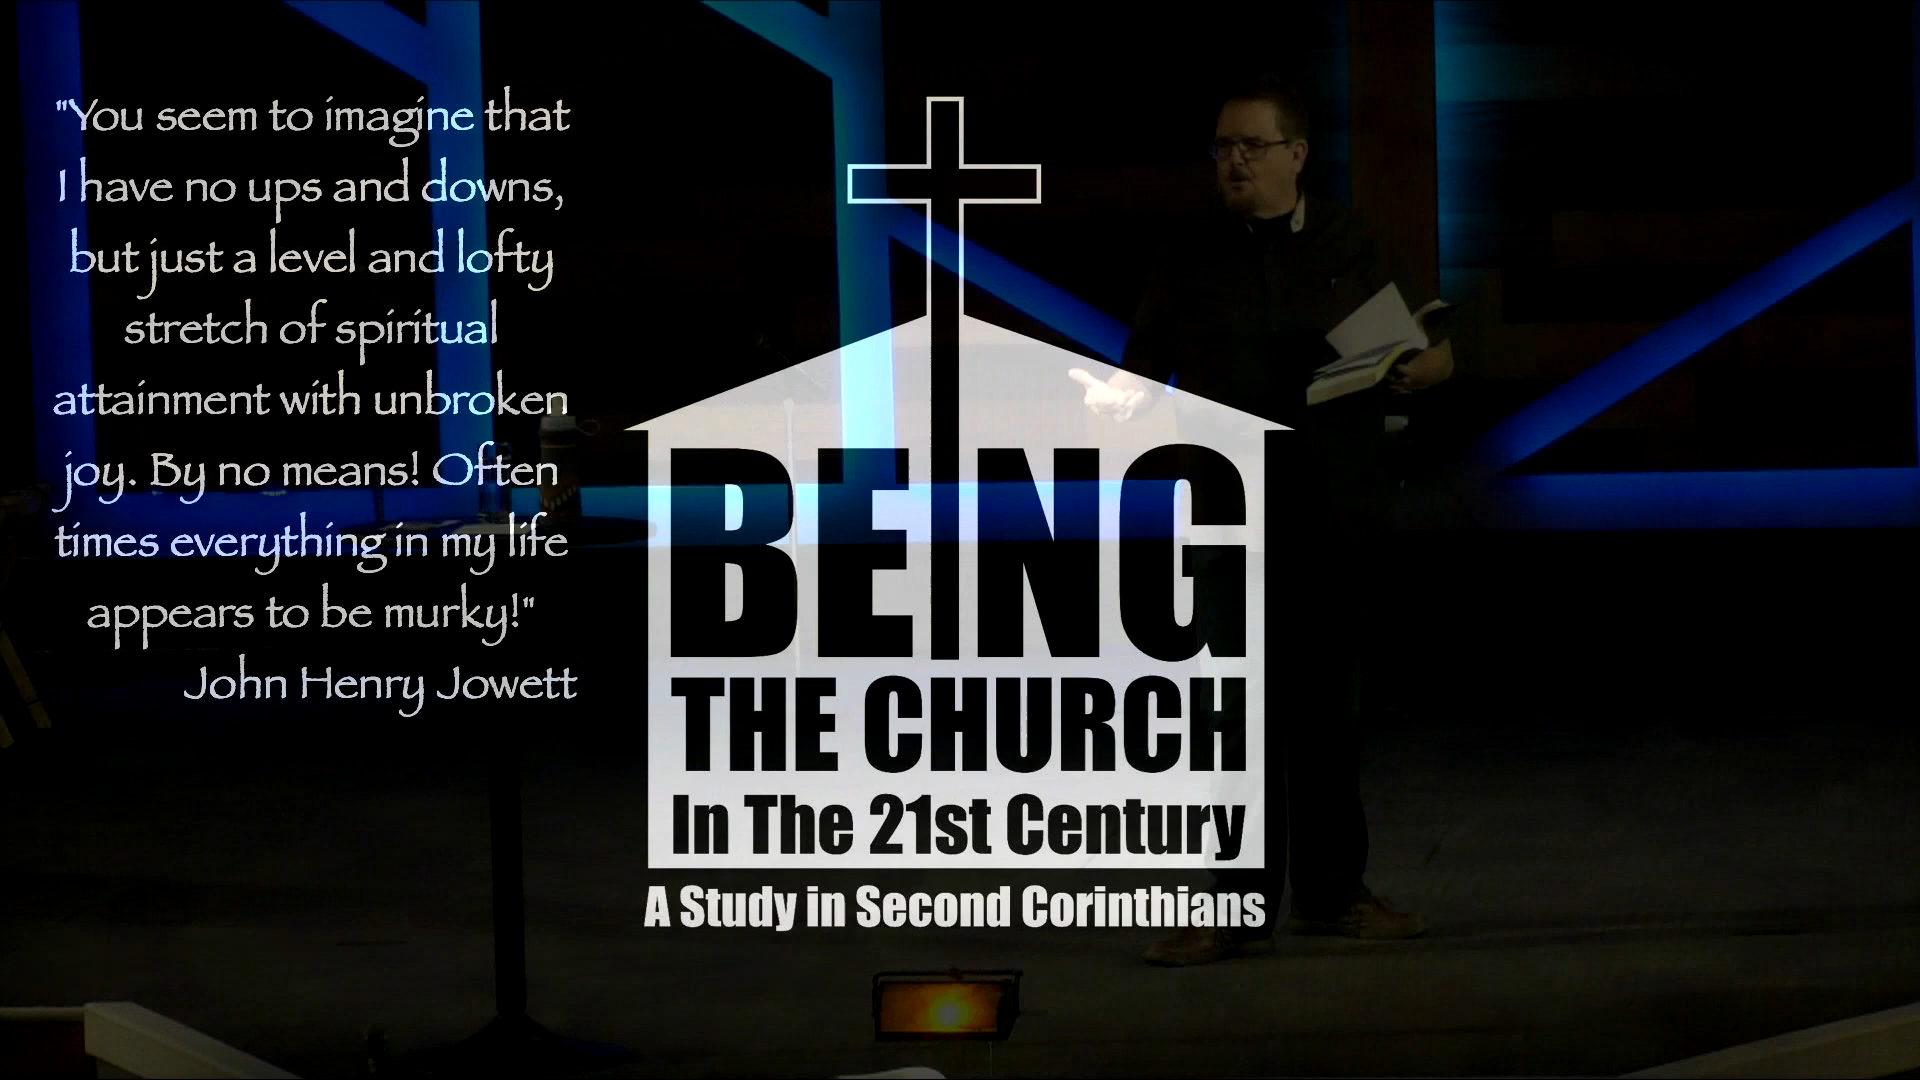 "You seem to imagine that
I have no ups and downs,
but just a level and lofty
stretch of spiritual
attainment with unbroken
joy. By no means! Often
times everything in my life
appears to be murky!"
John Henry Jowett
BEING
THE CHURCH
In The 21st Century
A Study in Second Corinthians